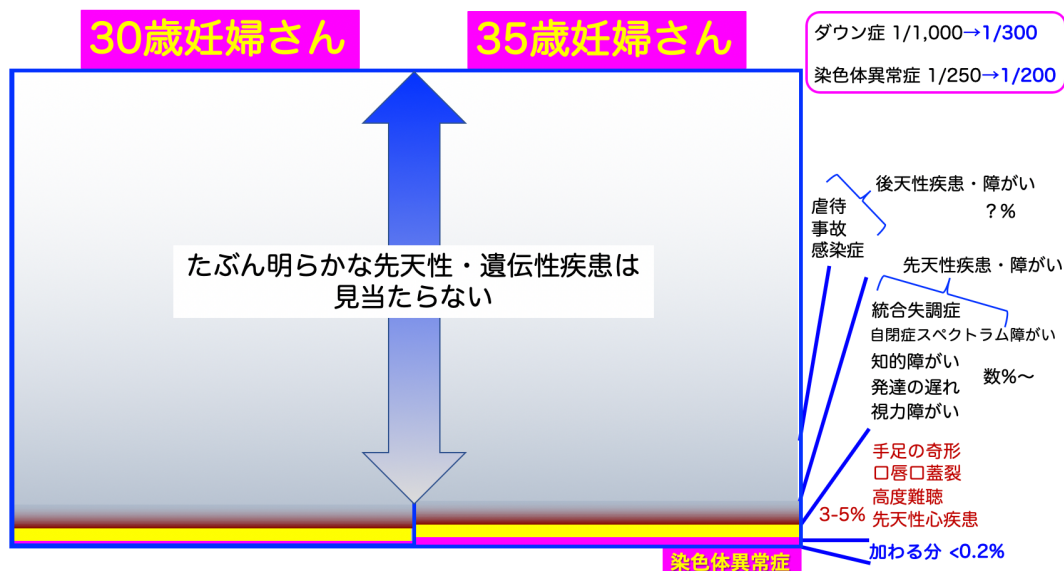 30歳妊婦さん
35歳妊婦さん
ダウン症 1/1,000→1/300
染色体異常症 1/250→1/200
たぶん明らかな先天性・遺伝性疾患は
見当たらない
後天性疾患・障がい
？%
虐待
事故
感染症
先天性疾患・障がい
統合失調症
自閉症スペクトラム障がい
知的障がい
発達の遅れ
視力障がい
数%〜
手足の奇形
口唇口蓋裂
高度難聴
先天性心疾患
3-5%
加わる分 <0.2%
染色体異常症